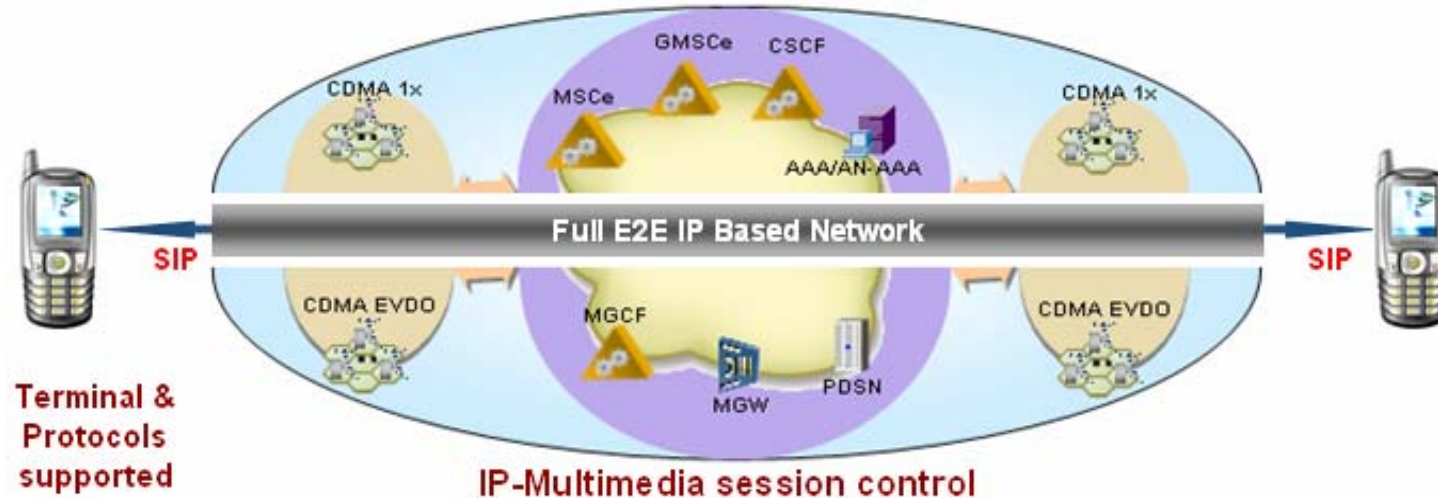 GMSCe
CSCF
CDMA 1x
MSCe
CDMA 1x
AAA/AN-AAA
Full E2E IP Based Network
SIP
SIP
CDMA EVDO
MGCF
CDMA EVDO
PDSN
MGW
Terminal &
Protocols
supported
IP-Multimedia session control